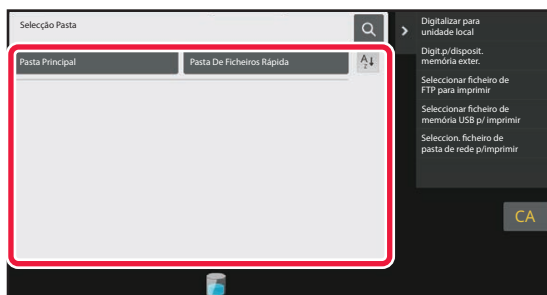 Selecção Pasta
Pasta Principal
Pasta De Ficheiros Rápida
A
Z
Digitalizar para
unidade local
Digit.p/disposit.
memória exter.
Seleccionar ficheiro de
FTP para imprimir
Seleccionar ficheiro de
memória USB p/ imprimir
Seleccion. ficheiro de
pasta de rede p/imprimir
CA